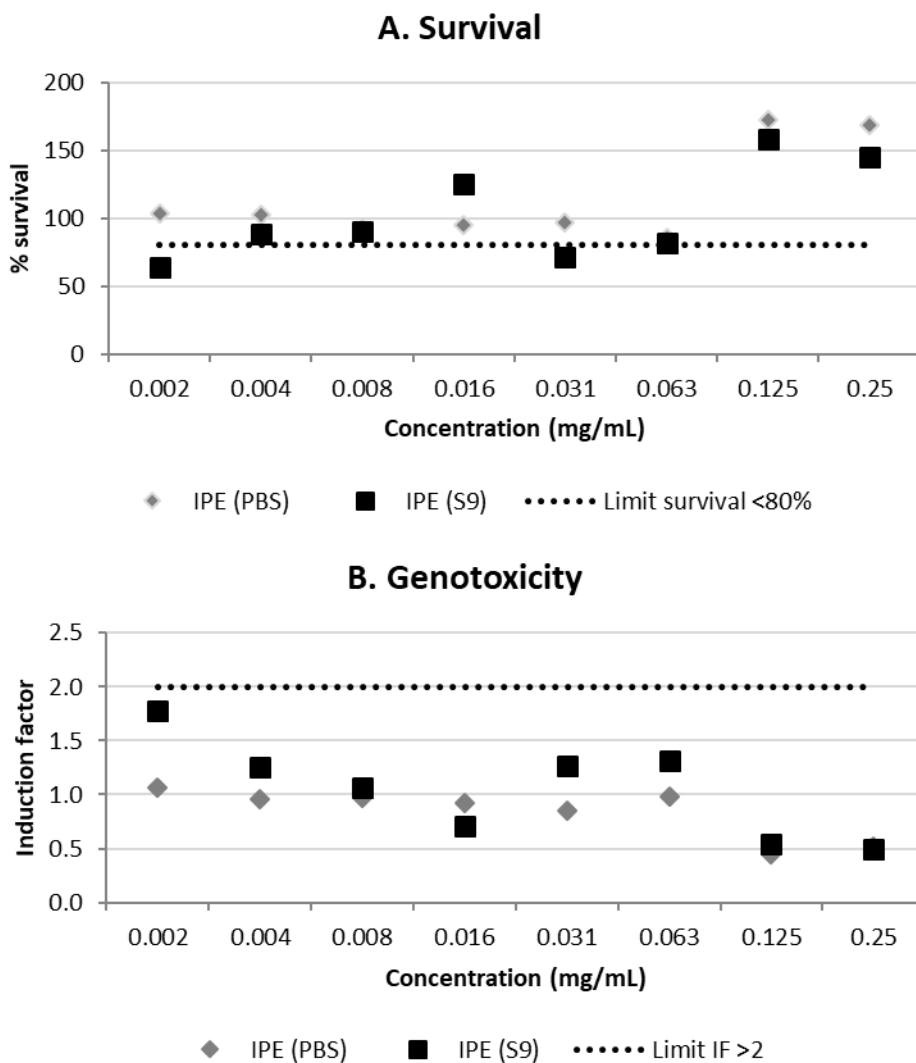 A. Survival
200
150
100
50
0
% survival
0.002 0.004 0.008 0.016 0.031 0.063 0.125 0.25
Concentration (mg/mL)
IPE (PBS) IPE (S9) Limit survival <80%
B. Genotoxicity
2.5
2.0
1.5
1.0
0.5
0.0
Induction factor
0.002 0.004 0.008 0.016 0.031 0.063 0.125 0.25
Concentration (mg/mL)
IPE (PBS) IPE (S9) Limit IF >2